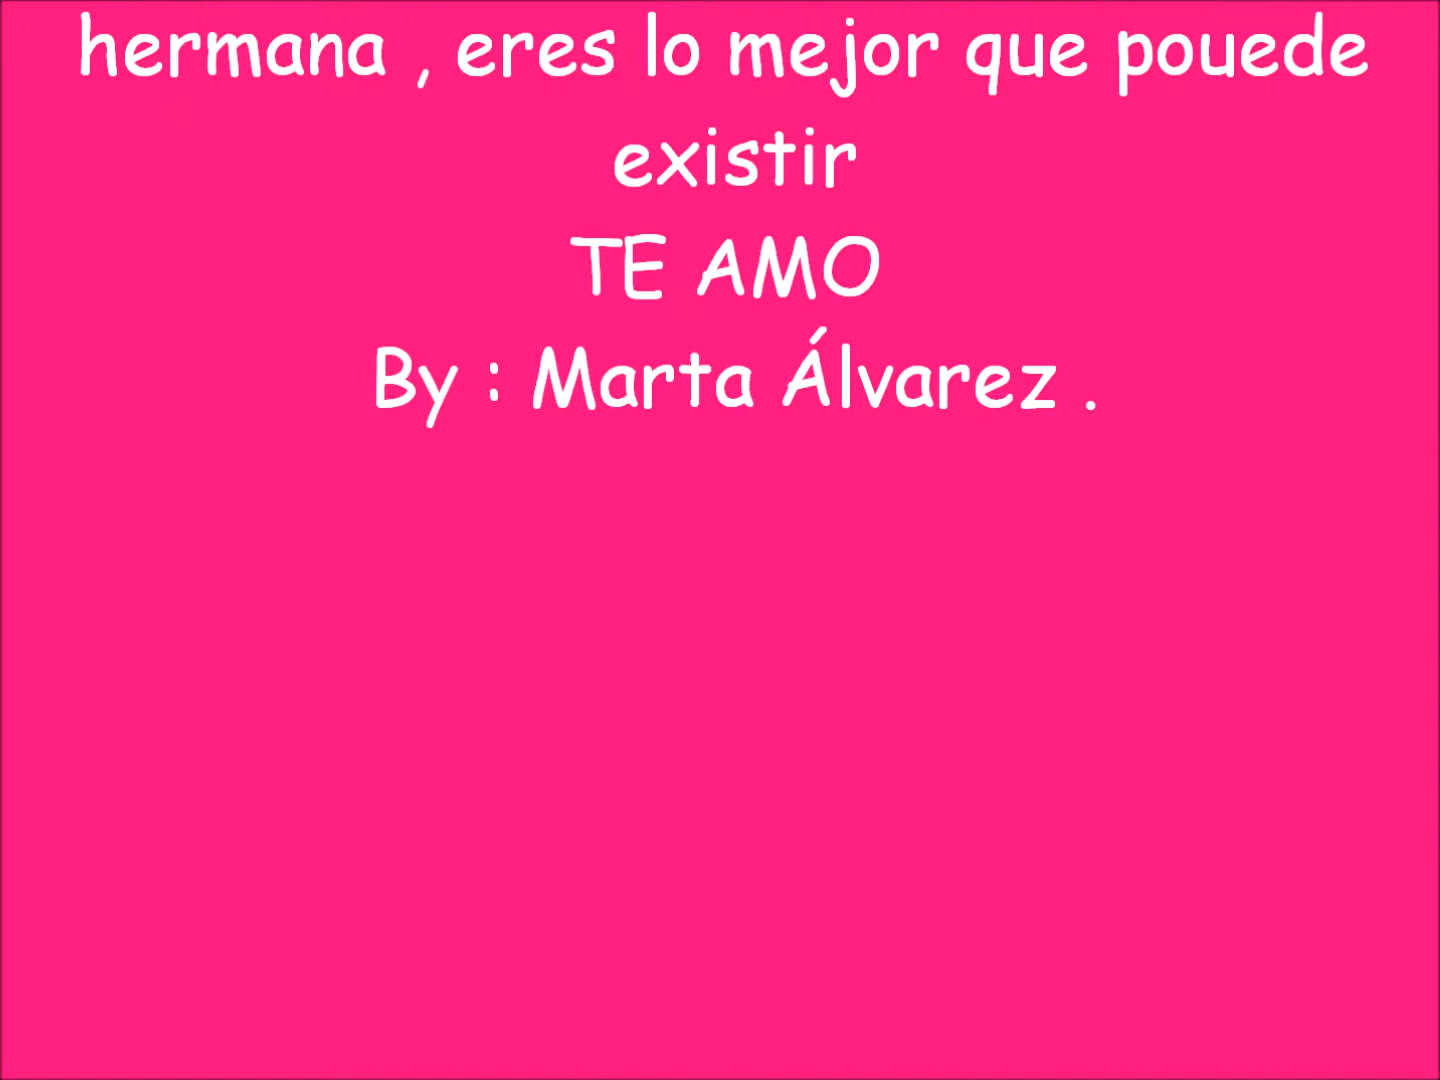 hermana , eres lo mejor que pouede
existir
TE AMO
By : Marta Álvarez .